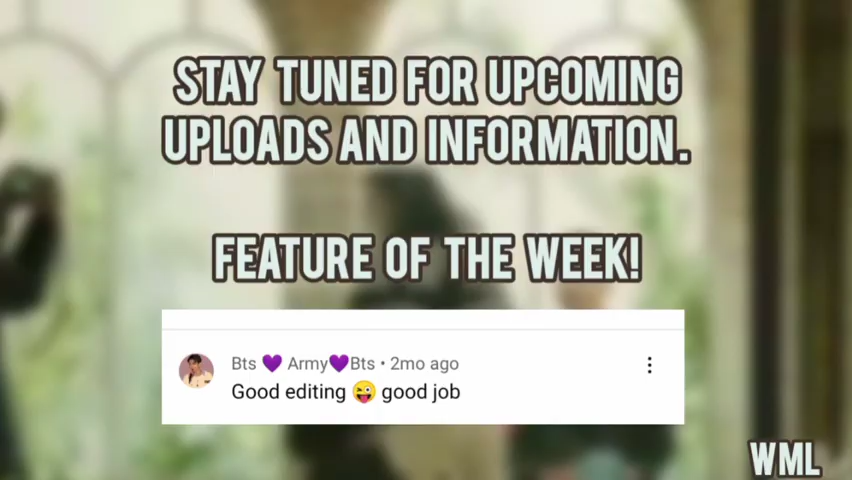 STAY TUNED FOR UPCOMING
UPLOADS AND INFORMATION.
FEATURE OF THE WEEK!
Bts 💜 Army💜Bts • 2mo ago
Good editing 😜 good job
WML